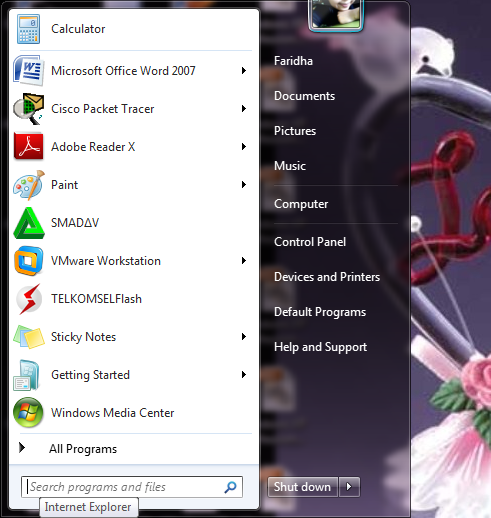 Calculator
Microsoft Office Word 2007
Cisco Packet Tracer
Adobe Reader X
Paint
SMADΔV
VMware Workstation
TELKOMSELFlash
Sticky Notes
Getting Started
Windows Media Center
All Programs
Search programs and files
Internet Explorer
Faridha
Documents
Pictures
Music
Computer
Control Panel
Devices and Printers
Default Programs
Help and Support
Shut down